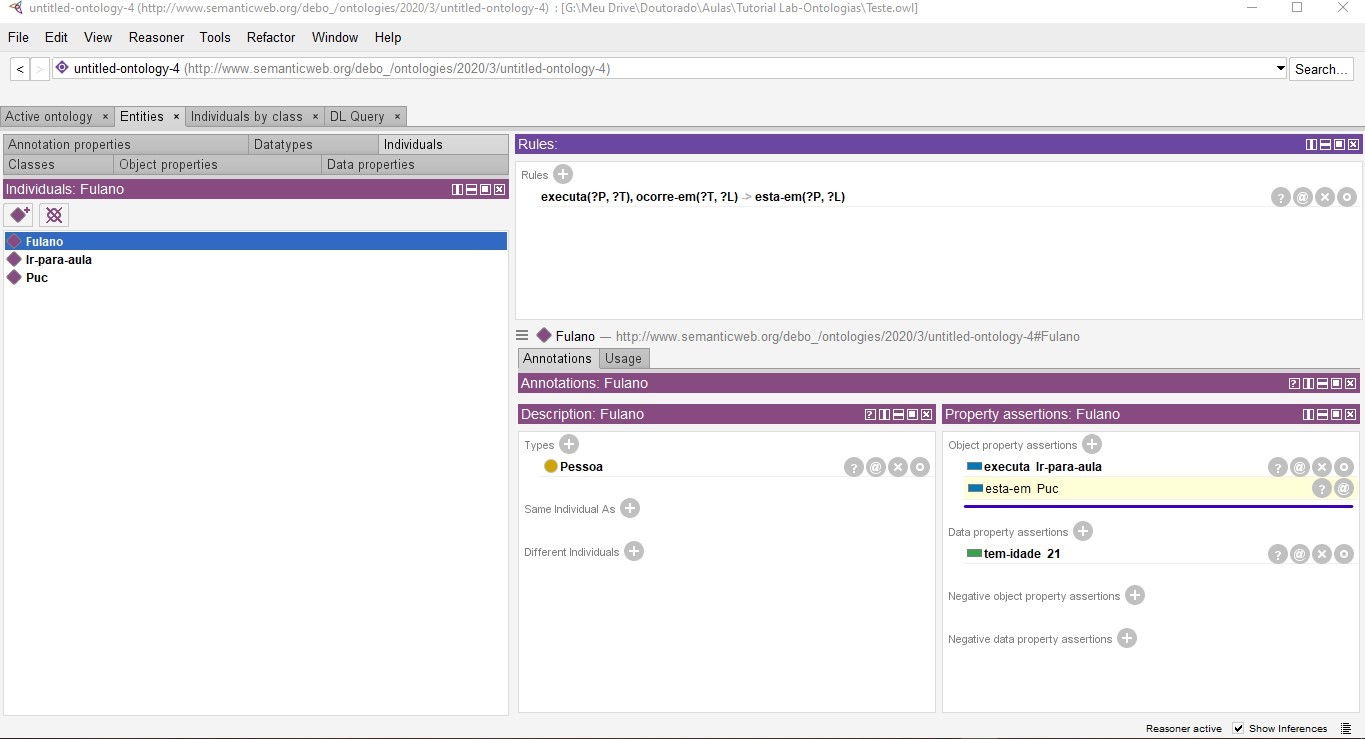 untitled-ontology-4 (http://www.semanticweb.org/debo_/ontologies/2020/3/untitled-ontology-4) : [G:\Meu Drive\Doutorado\Aulas\Tutorial Lab-Ontologias\Teste.owl]
File Edit View Reasoner Tools Refactor Window Help
< > untitled-ontology-4 (http://www.semanticweb.org/debo_/ontologies/2020/3/untitled-ontology-4) Search...
Active ontology × Entities × Individuals by class × DL Query ×
Annotation properties Datatypes Individuals
Classes Object properties Data properties
Individuals: Fulano
Fulano
Ir-para-aula
Puc
Rules:
Rules
executa(?P, ?T), ocorre-em(?T, ?L) -> esta-em(?P, ?L)
Fulano — http://www.semanticweb.org/debo_/ontologies/2020/3/untitled-ontology-4#Fulano
Annotations Usage
Annotations: Fulano
Description: Fulano
Types
Pessoa
Same Individual As
Different Individuals
Property assertions: Fulano
Object property assertions
executa Ir-para-aula
esta-em Puc
Data property assertions
tem-idade 21
Negative object property assertions
Negative data property assertions
Reasoner active Show Inferences